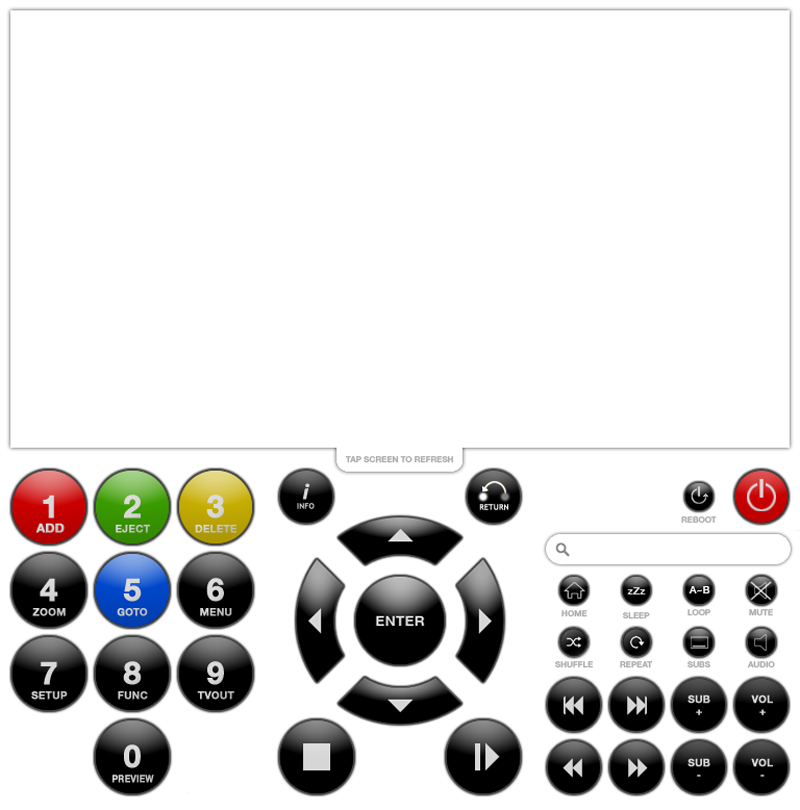 TAP SCREEN TO REFRESH
1
ADD
2
EJECT
3
DELETE
4
ZOOM
5
GOTO
6
MENU
7
SETUP
8
FUNC
9
TVOUT
0
PREVIEW
i
INFO
RETURN
ENTER
REBOOT
HOME
zZz
SLEEP
A-B
LOOP
MUTE
SHUFFLE
REPEAT
SUBS
AUDIO
SUB
+
VOL
+
SUB
-
VOL
-